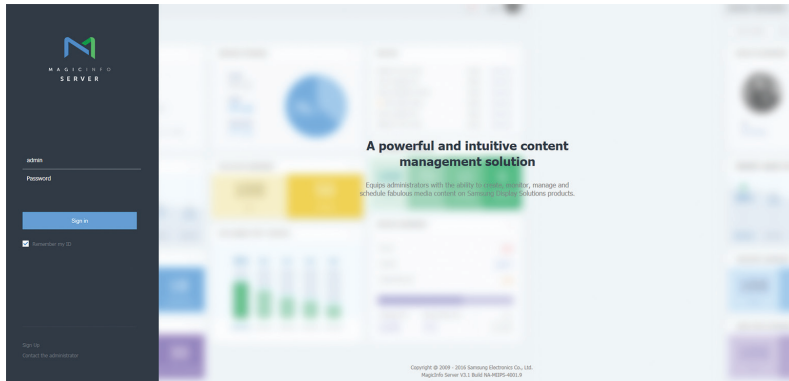 MAGICINFO
SERVER
admin
Password
Sign in
Remember my ID
Sign Up
Contact the administrator
A powerful and intuitive content
management solution
Equips administrators with the ability to create, monitor, manage and
schedule fabulous media content on Samsung Display Solutions products.
Copyright @ 2009 - 2016 Samsung Electronics Co., Ltd.
MagicInfo Server V3.1 Build NA-MIIPS-4001.9